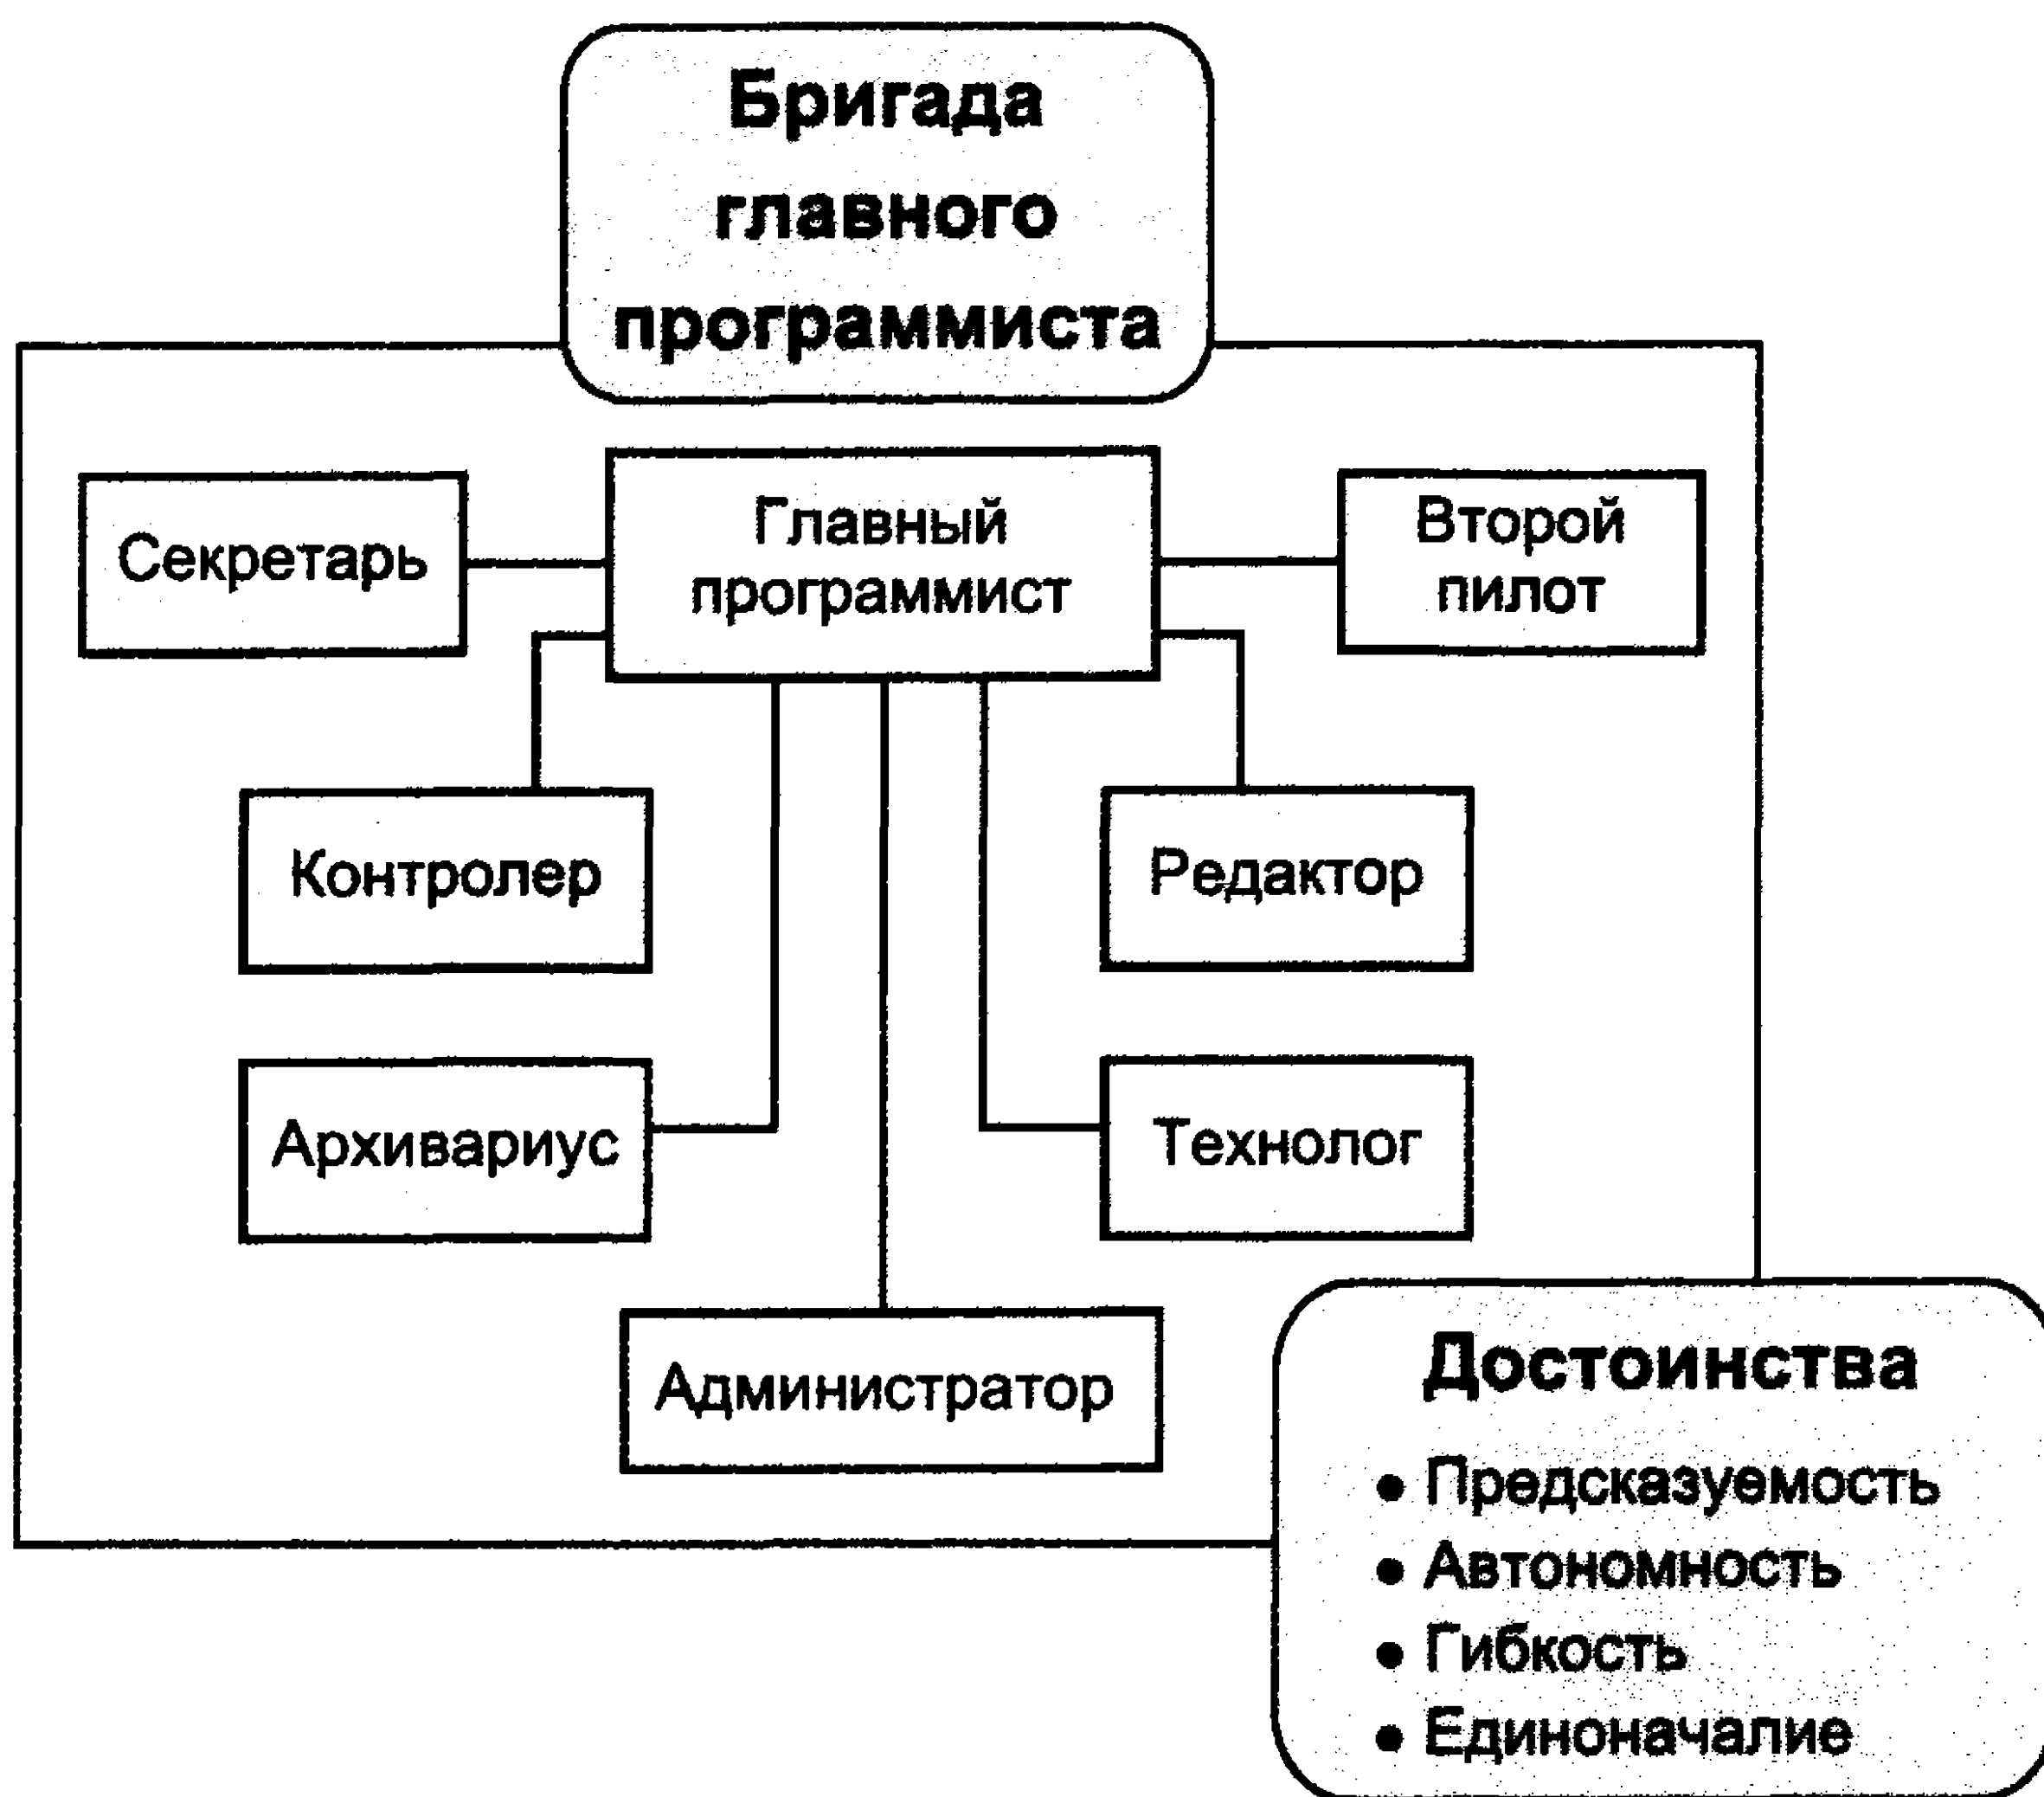 Бригада
главного
программиста
Секретарь
Главный
программист
Второй
пилот
Контролер
Редактор
Архивариус
Технолог
Администратор
Достоинства
• Предсказуемость
• Автономность
• Гибкость
• Единоначалие